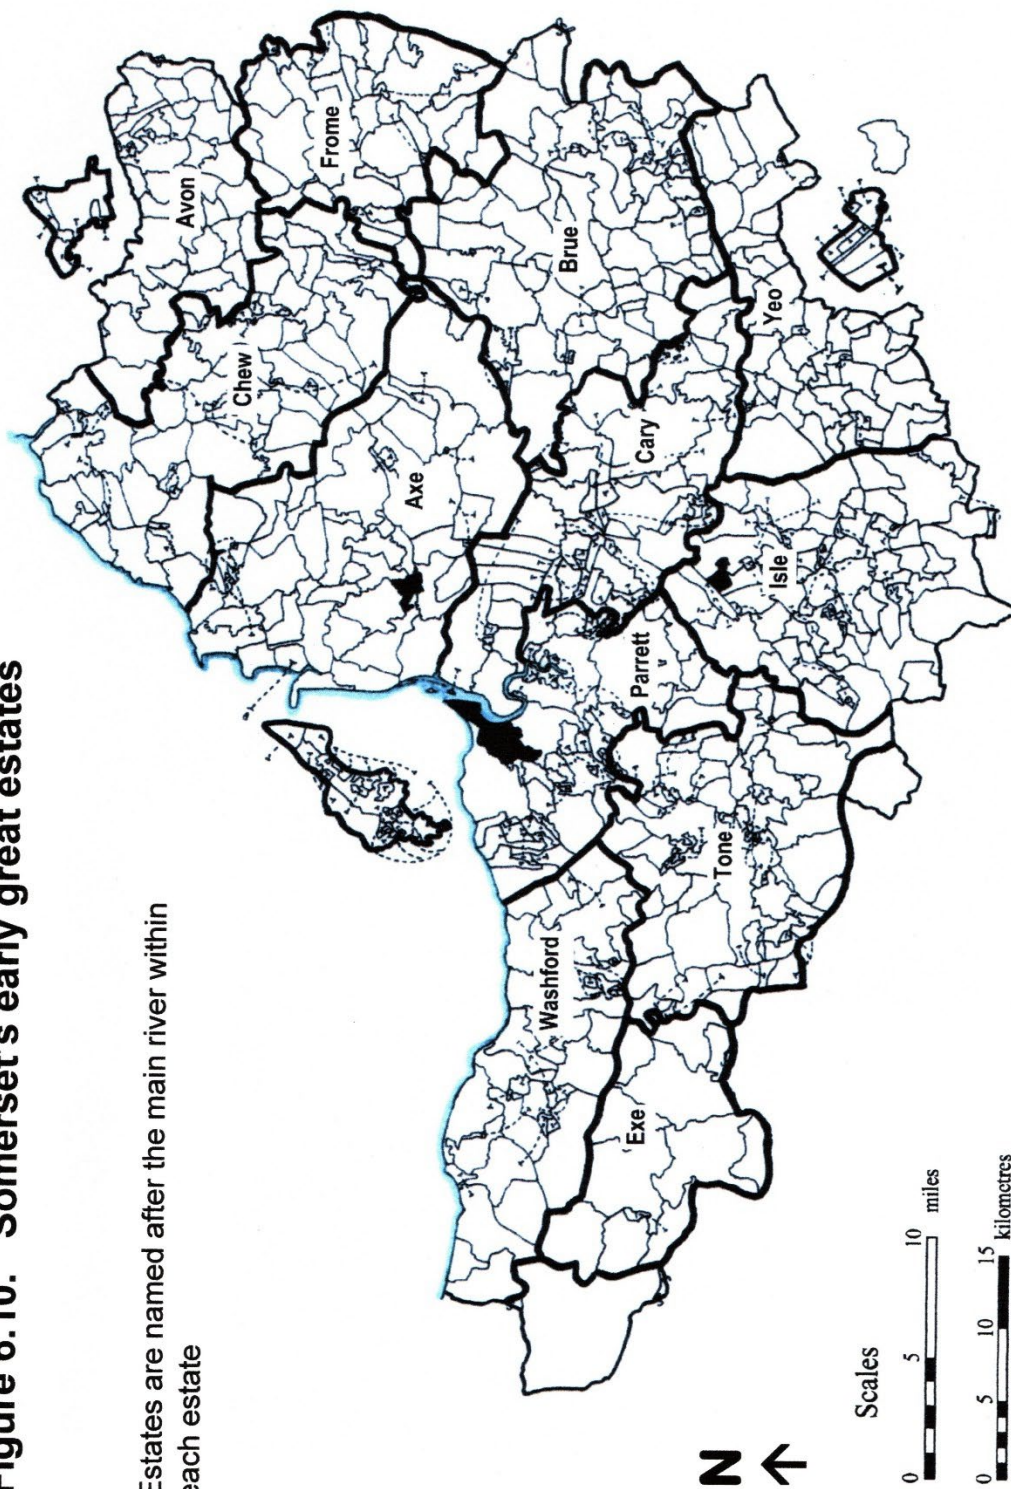 Figure 6.10. Somerset's early great estates
Estates are named after the main river within
each estate
Avon
Frome
Chew
Axe
Brue
Cary
Yeo
Parrett
Isle
Washford
Tone
Exe
N
Scales
0 5 10 miles
0 5 10 15 kilometres